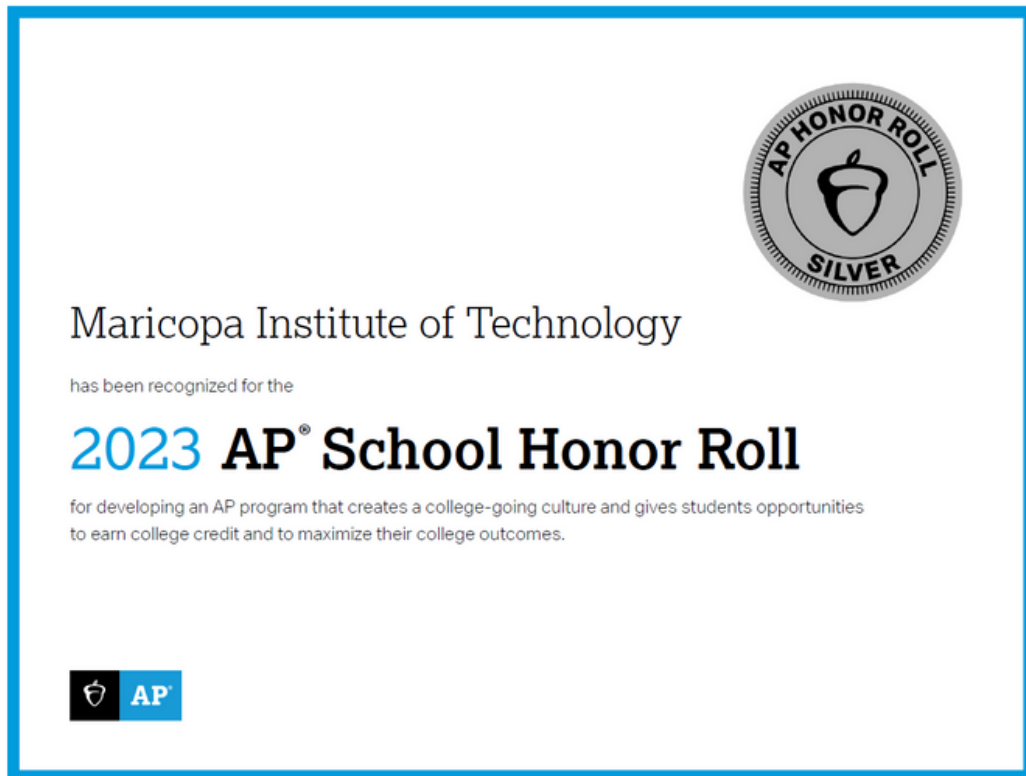 AP HONOR ROLL
SILVER
Maricopa Institute of Technology
has been recognized for the
2023 AP® School Honor Roll
for developing an AP program that creates a college-going culture and gives students opportunities
to earn college credit and to maximize their college outcomes.
AP®